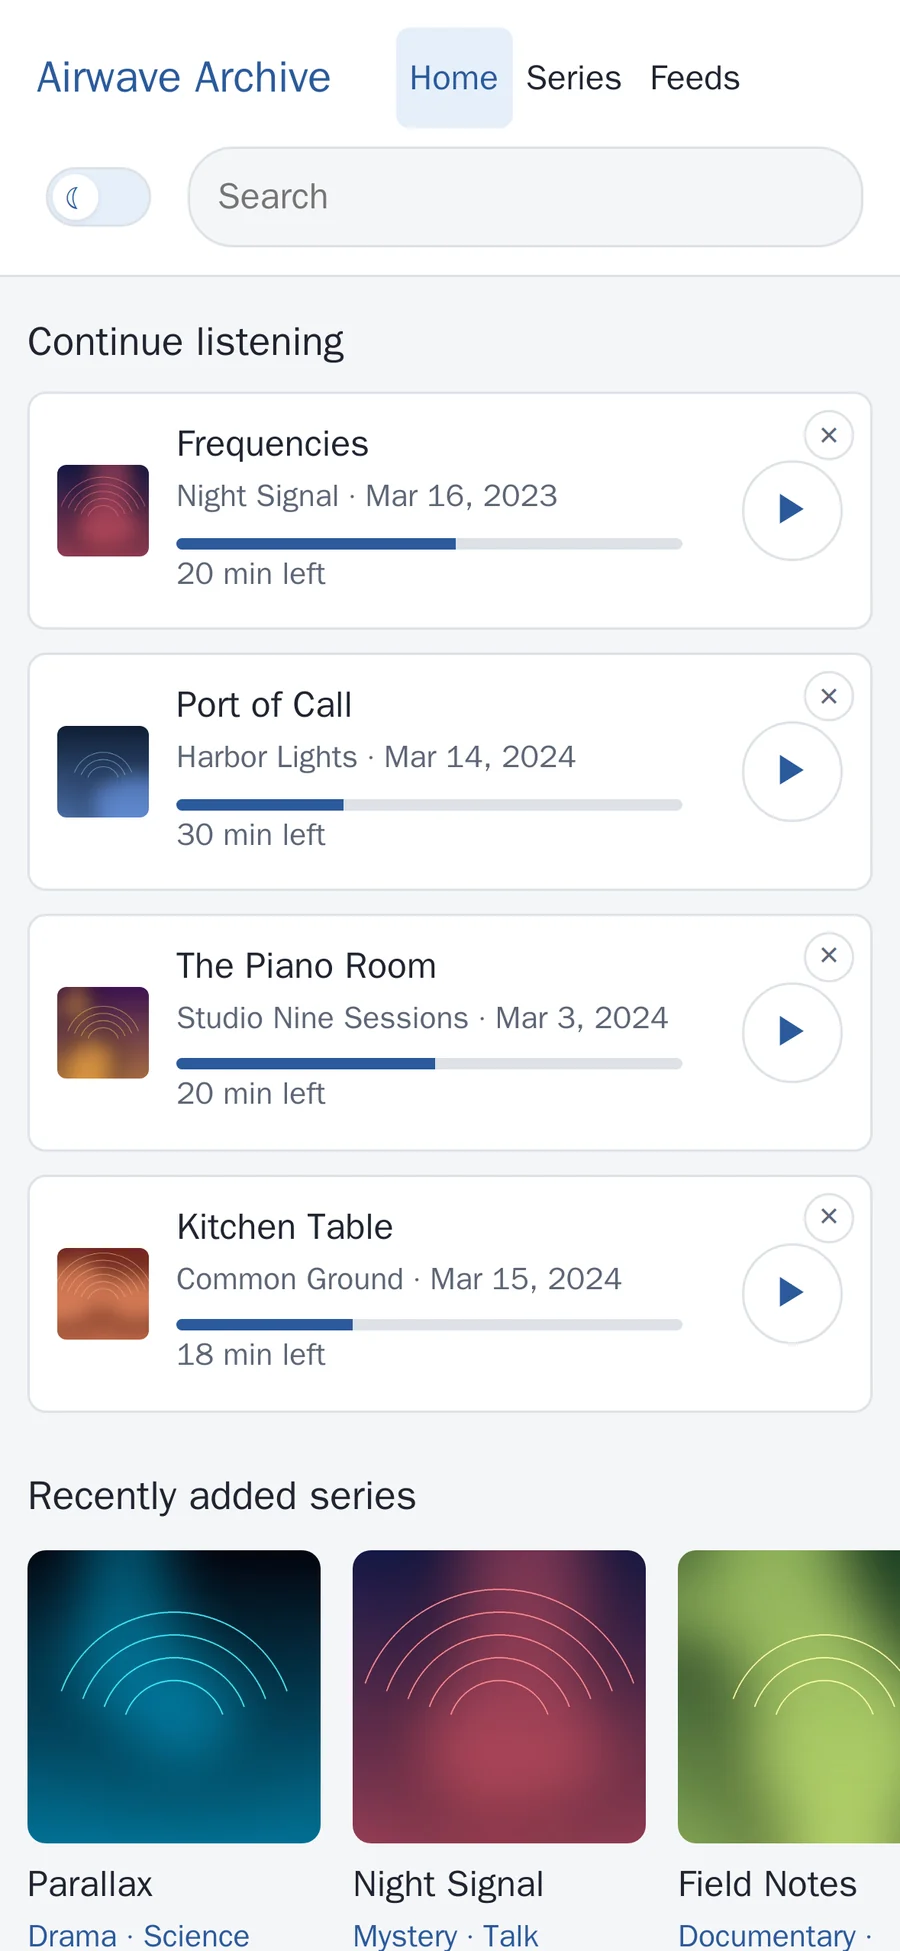 Airwave Archive
Home Series Feeds
Search
Continue listening
Frequencies
Night Signal · Mar 16, 2023
20 min left
Port of Call
Harbor Lights · Mar 14, 2024
30 min left
The Piano Room
Studio Nine Sessions · Mar 3, 2024
20 min left
Kitchen Table
Common Ground · Mar 15, 2024
18 min left
Recently added series
Parallax
Drama · Science
Night Signal
Mystery · Talk
Field Notes
Documentary ·